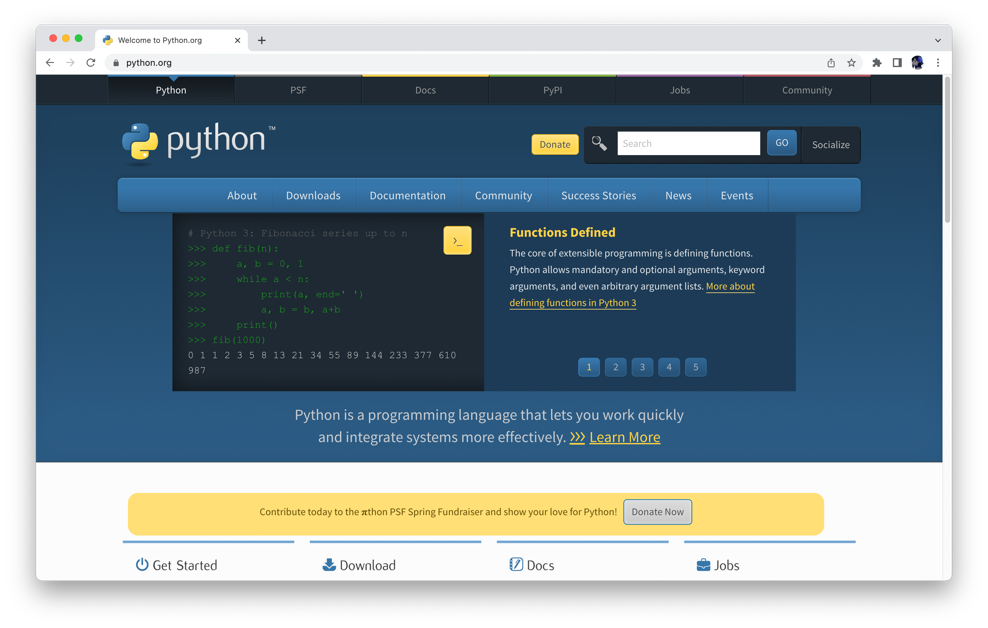 Welcome to Python.org
python.org
Python PSF Docs PyPI Jobs Community
python™
Donate Search GO Socialize
About Downloads Documentation Community Success Stories News Events
# Python 3: Fibonacci series up to n
>>> def fib(n):
>>>     a, b = 0, 1
>>>     while a < n:
>>>         print(a, end=' ')
>>>         a, b = b, a+b
>>>     print()
>>> fib(1000)
0 1 1 2 3 5 8 13 21 34 55 89 144 233 377 610
987
>_
Functions Defined
The core of extensible programming is defining functions.
Python allows mandatory and optional arguments, keyword
arguments, and even arbitrary argument lists. More about
defining functions in Python 3
1 2 3 4 5
Python is a programming language that lets you work quickly
and integrate systems more effectively. >>> Learn More
Contribute today to the πthon PSF Spring Fundraiser and show your love for Python! Donate Now
Get Started Download Docs Jobs